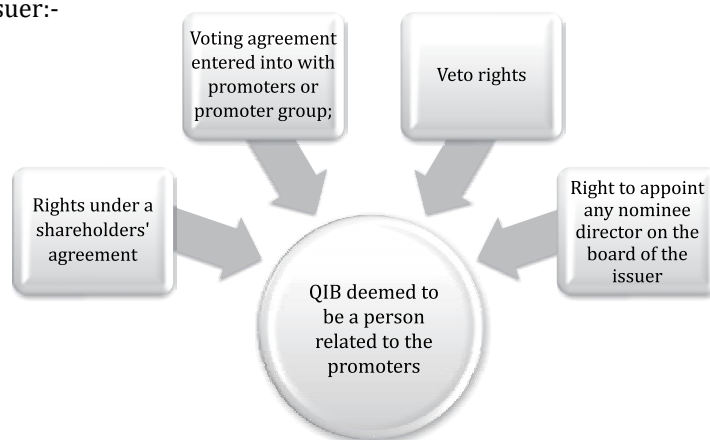 suer:-
Voting agreement
entered into with
promoters or
promoter group;
Veto rights
Rights under a
shareholders'
agreement
Right to appoint
any nominee
director on the
board of the
issuer
QIB deemed to
be a person
related to the
promoters